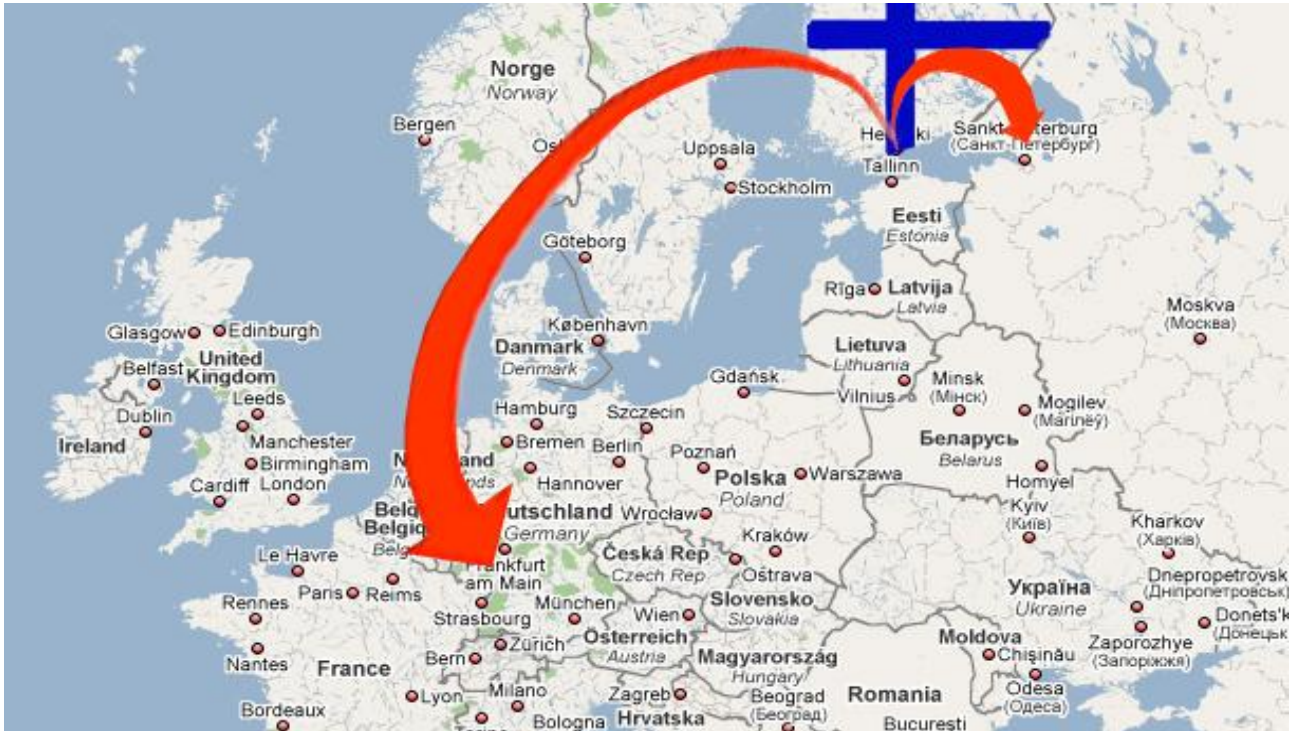 Norge
Norway
Bergen
Uppsala
Stockholm
Sankt
(Санкт-Петербург)
Tallinn
Eesti
Estonia
Göteborg
Rīga
Latvija
Latvia
Moskva
(Москва)
Glasgow
Edinburgh
United
Kingdom
Belfast
København
Danmark
Denmark
Lietuva
Lithuania
Vilnius
Gdańsk
Minsk
(Мінск)
Mogilev
(Marineÿ)
Беларусь
Belarus
Homyel
Dublin
Ireland
Leeds
Manchester
Birmingham
Cardiff
London
Hamburg
Bremen
Hannover
Berlin
Szczecin
Poznań
Polska
Poland
Warszawa
Wrocław
Kraków
Kyiv
(Київ)
Kharkov
(Харків)
Germany
Česká Rep
Czech Rep
Ostrava
Україна
Ukraine
Dnepropetrovsk
(Дніпропетровськ)
Donets'k
(Донецьк
Zaporozhye
(Запоріжжя)
Le Havre
Paris
Reims
Rennes
Nantes
France
am Main
Strasbourg
München
Wien
Slovensko
Slovakia
Österreich
Austria
Zürich
Bern
Magyarország
Hungary
Moldova
Chişinău
Odesa
(Одеса)
Lyon
Milano
Zagreb
Beograd
(Београд)
Romania
Bordeaux
Bologna
Hrvatska
Bucureşti